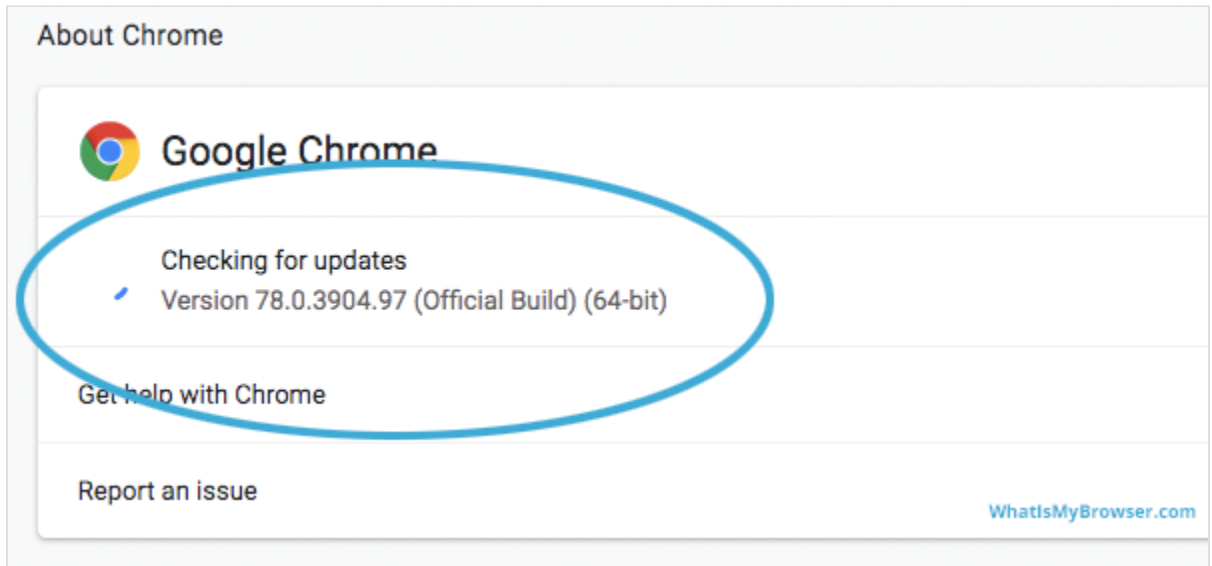 About Chrome
Google Chrome
Checking for updates
Version 78.0.3904.97 (Official Build) (64-bit)
Get help with Chrome
Report an issue
WhatIsMyBrowser.com